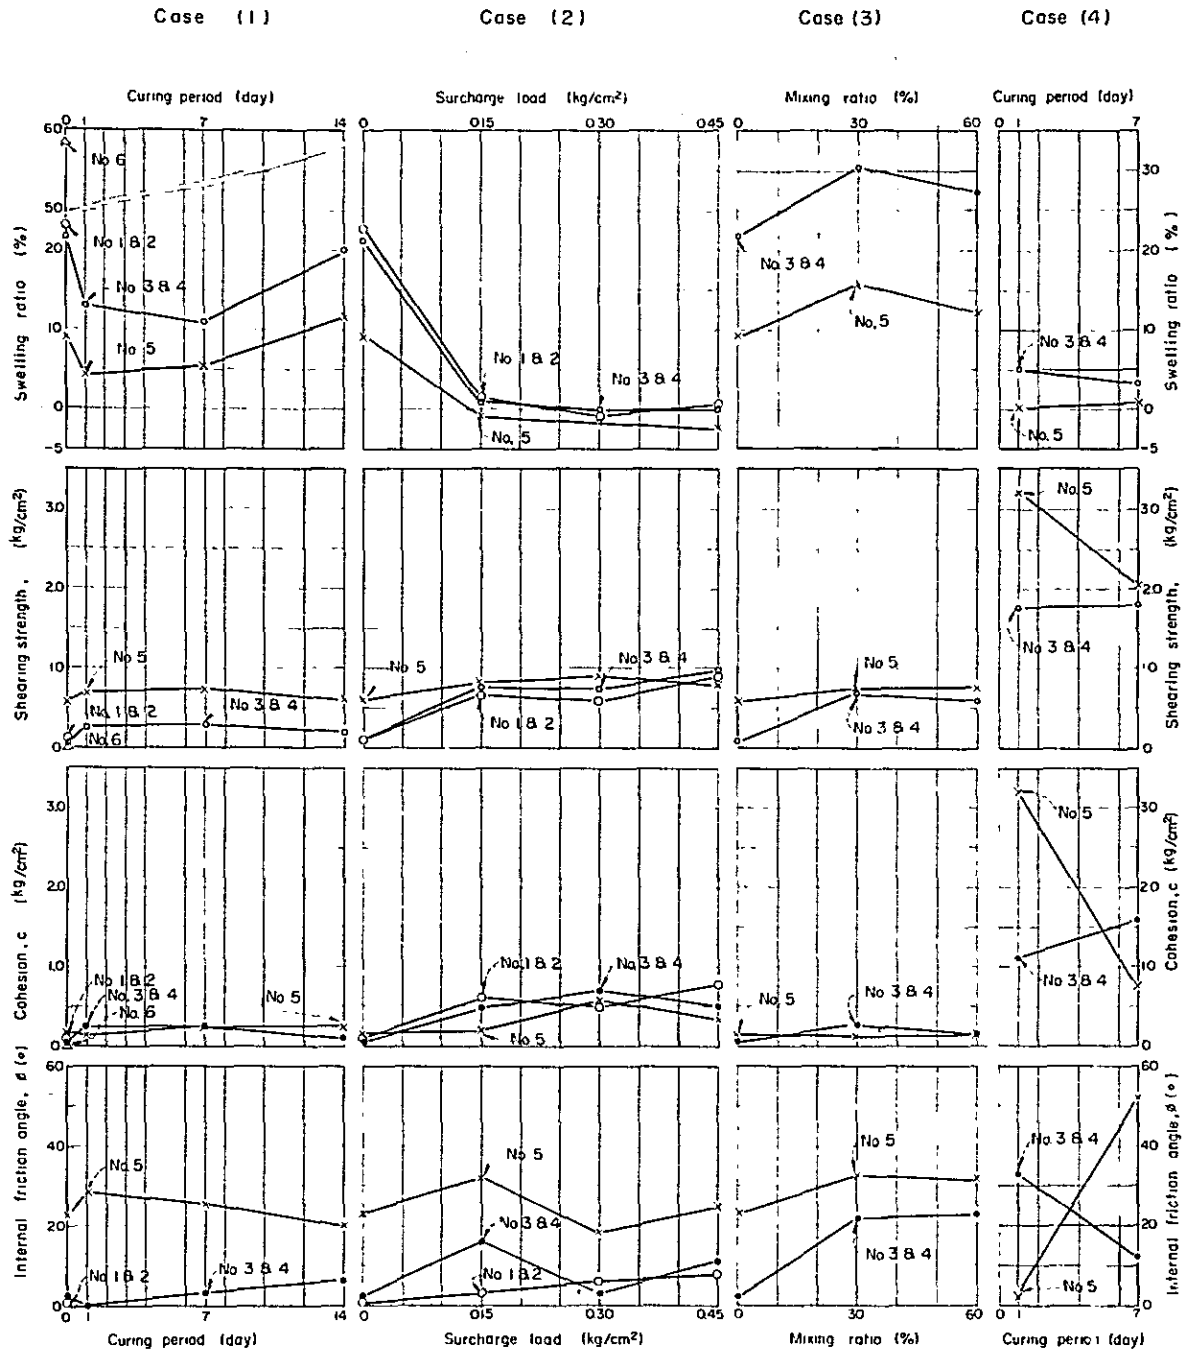 Case (1) Case (2) Case (3) Case (4)
Curing period (day) Surcharge load (kg/cm²) Mixing ratio (%) Curing period (day)
0 1 7 14 0 0.15 0.30 0.45 0 30 60 0 1 7
Swelling ratio (%)
60
50
20
10
0
-5
No 6
No 1 & 2
No 3 & 4
No. 5
No 1 & 2
No 3 & 4
No. 5
No 3 & 4
No. 5
No 3 & 4
No. 5
30
20
10
0
-5
Swelling ratio (%)
Shearing strength, (kg/cm²)
3.0
2.0
1.0
0
No 5
No. 1 & 2
No 3 & 4
No. 6
No 5
No 3 & 4
No 1 & 2
No 5
No 3 & 4
No 5
No 3 & 4
3.0
2.0
1.0
0
Shearing strength, (kg/cm²)
Cohesion, c (kg/cm²)
3.0
2.0
1.0
0
No 1 & 2
No. 3 & 4
No. 6
No 5
No. 1 & 2
No. 3 & 4
No 5
No 5
No 3 & 4
No 5
No 3 & 4
3.0
2.0
1.0
0
Cohesion, c (kg/cm²)
Internal friction angle, ø (°)
60
40
20
0
No. 5
No 1 & 2
No 3 & 4
No. 5
No 3 & 4
No 1 & 2
No 5
No 3 & 4
No 3 & 4
No 5
60
40
20
0
Internal friction angle, ø (°)
0 1 7 14 0 0.15 0.30 0.45 0 30 60 0 1 7
Curing period (day) Surcharge load (kg/cm²) Mixing ratio (%) Curing period (day)